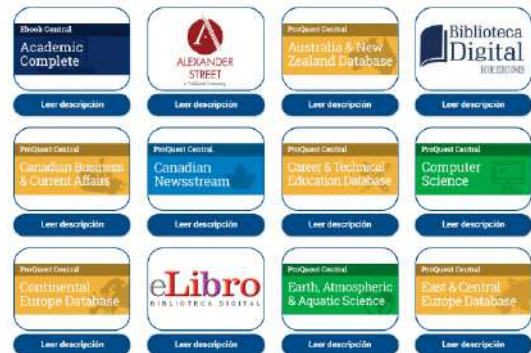 Ebook Central
Academic
Complete
ALEXANDER
STREET
a ProQuest Company
ProQuest Central
Australia & New
Zealand Database
Biblioteca
Digital
Leer descripción
Leer descripción
Leer descripción
Leer descripción
ProQuest Central
Canadian Business
& Current Affairs
ProQuest Central
Canadian
Newsstream
ProQuest Central
Career & Technical
Education Database
ProQuest Central
Computer
Science
Leer descripción
Leer descripción
Leer descripción
Leer descripción
ProQuest Central
Continental
Europe Database
eLibro
BIBLIOTECA DIGITAL
ProQuest Central
Earth, Atmospheric
& Aquatic Science
ProQuest Central
East & Central
Europe Database
Leer descripción
Leer descripción
Leer descripción
Leer descripción